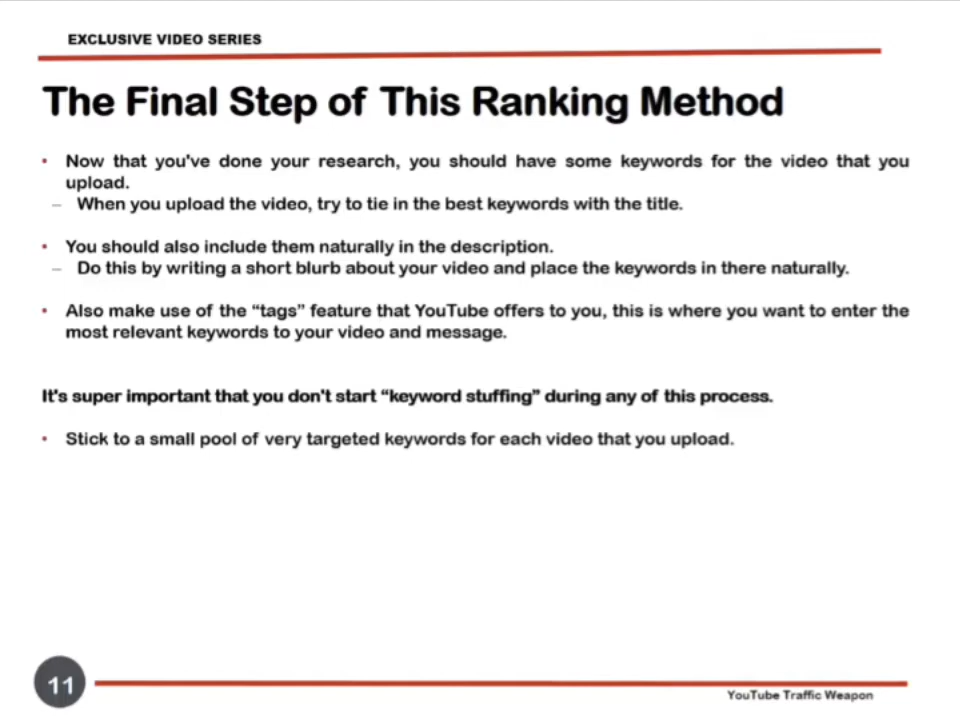 EXCLUSIVE VIDEO SERIES
The Final Step of This Ranking Method
• Now that you've done your research, you should have some keywords for the video that you
upload.
– When you upload the video, try to tie in the best keywords with the title.
• You should also include them naturally in the description.
– Do this by writing a short blurb about your video and place the keywords in there naturally.
• Also make use of the “tags” feature that YouTube offers to you, this is where you want to enter the
most relevant keywords to your video and message.
It's super important that you don't start “keyword stuffing” during any of this process.
• Stick to a small pool of very targeted keywords for each video that you upload.
11
YouTube Traffic Weapon